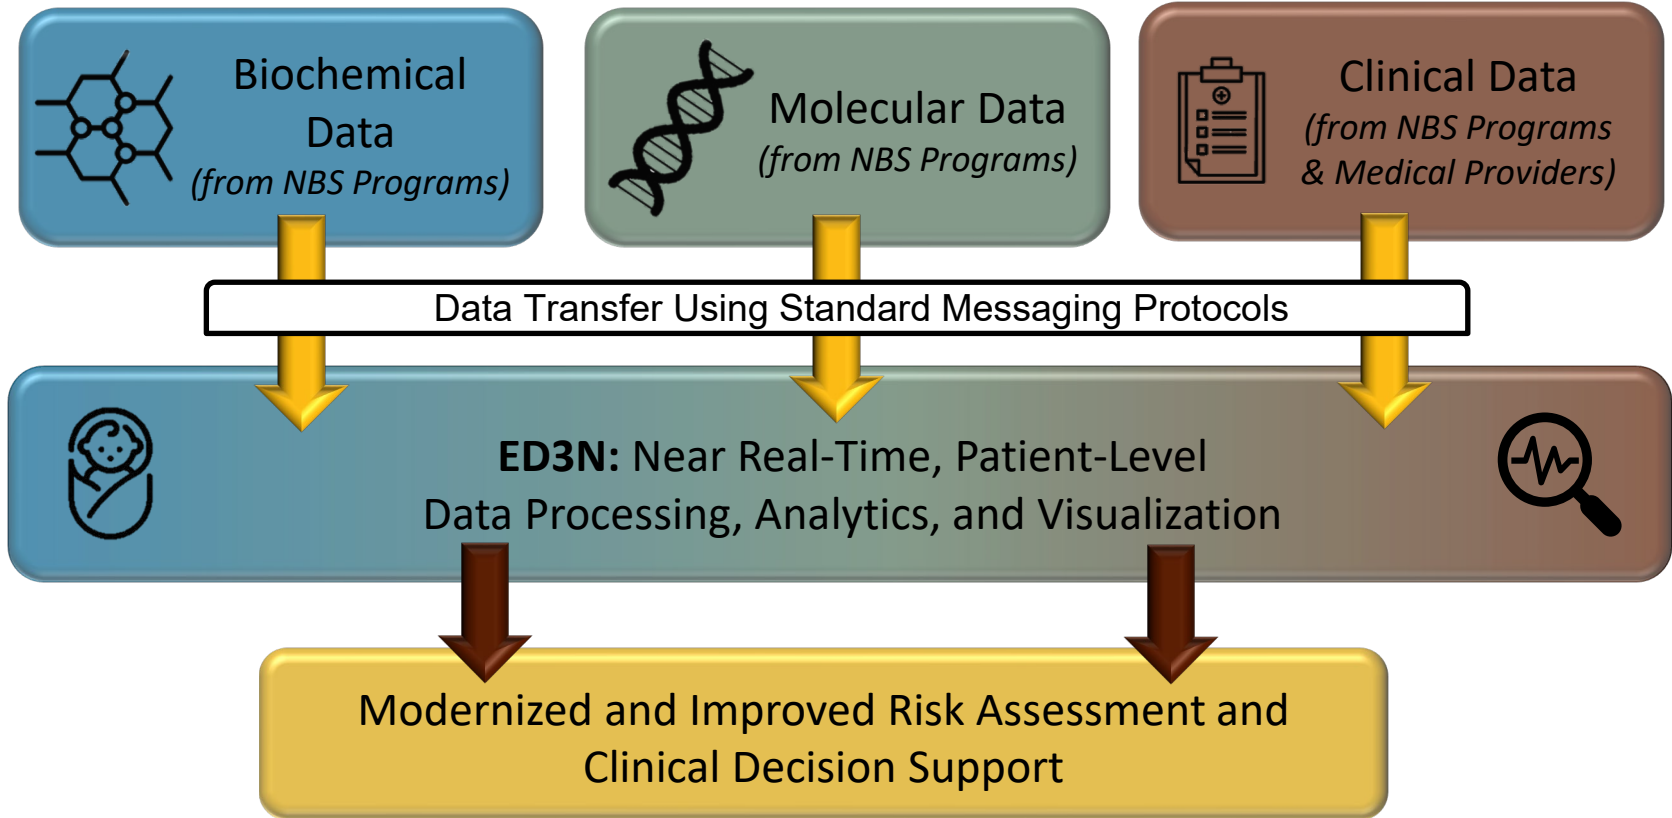 Biochemical
Data
(from NBS Programs)
Molecular Data
(from NBS Programs)
Clinical Data
(from NBS Programs
& Medical Providers)
Data Transfer Using Standard Messaging Protocols
ED3N: Near Real-Time, Patient-Level
Data Processing, Analytics, and Visualization
Modernized and Improved Risk Assessment and
Clinical Decision Support